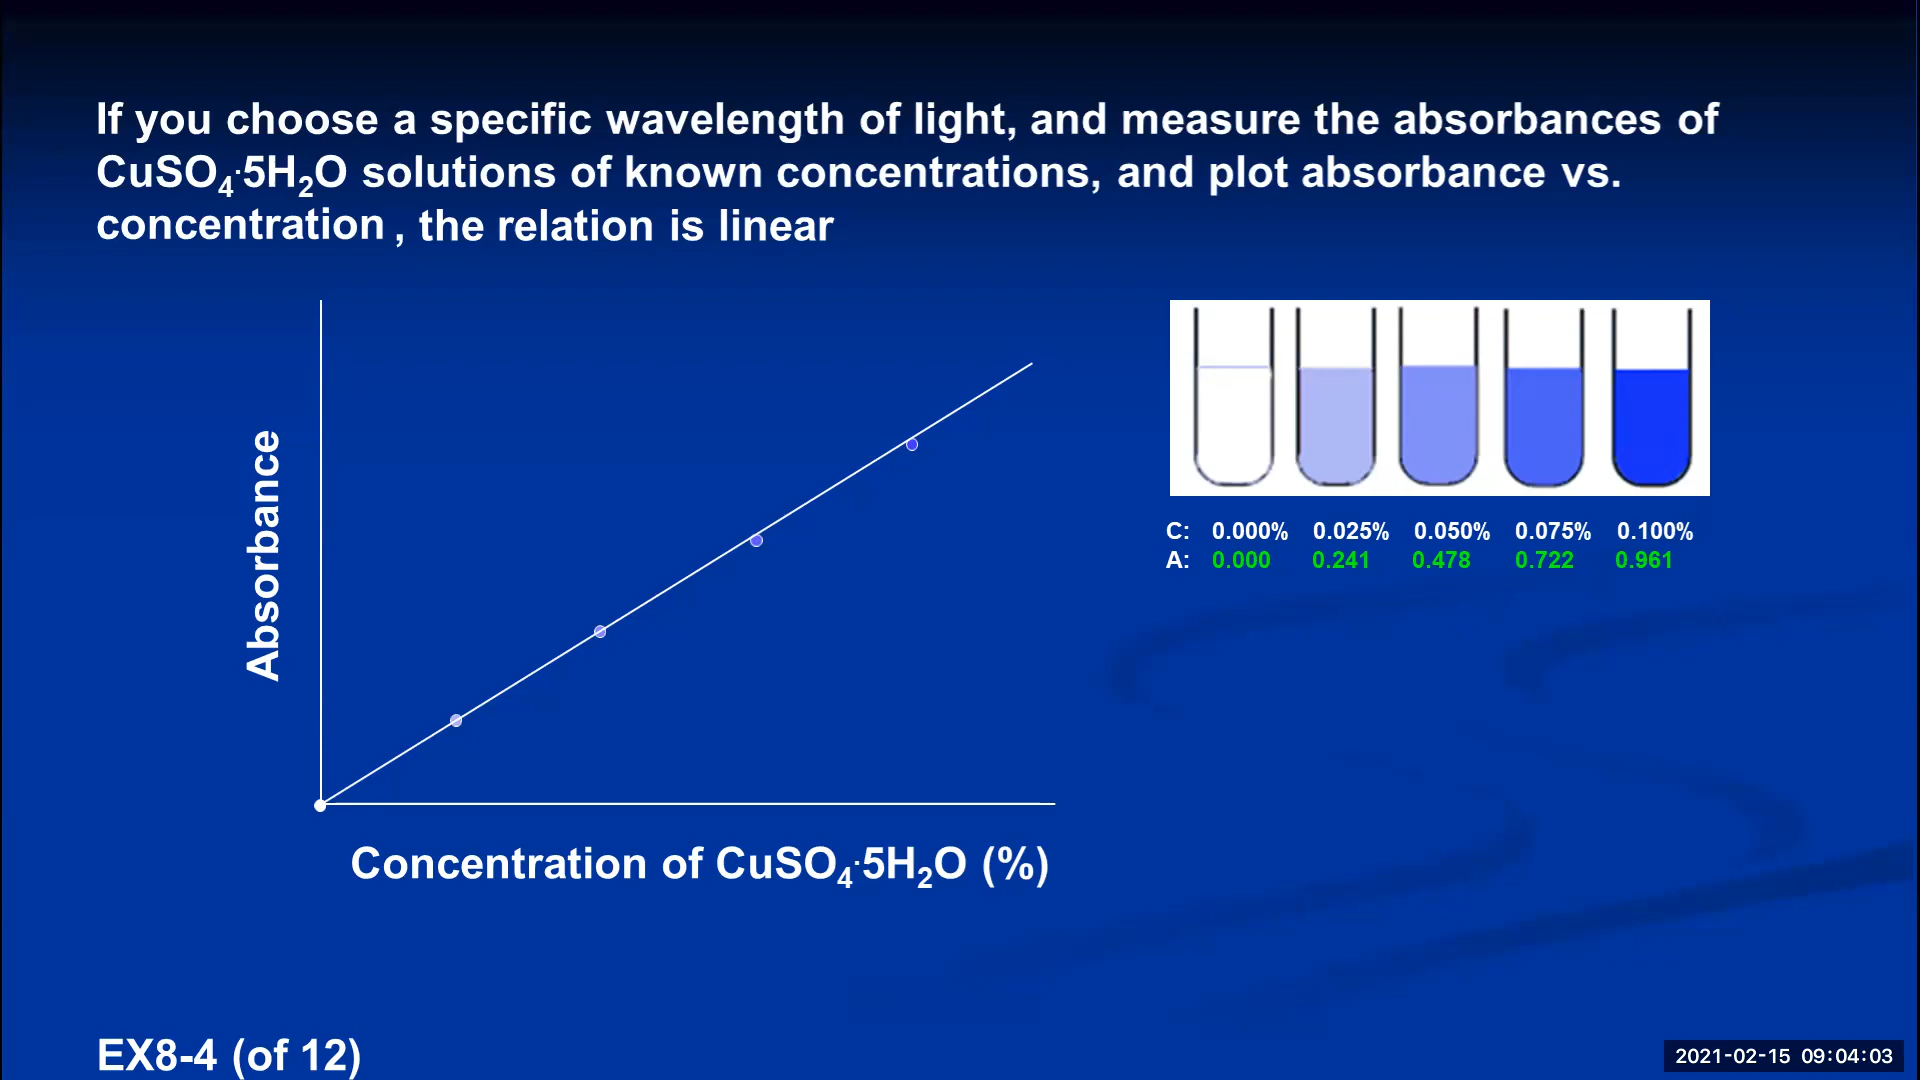 If you choose a specific wavelength of light, and measure the absorbances of
CuSO₄·5H₂O solutions of known concentrations, and plot absorbance vs.
concentration , the relation is linear
Absorbance
Concentration of CuSO₄·5H₂O (%)
C: 0.000% 0.025% 0.050% 0.075% 0.100%
A: 0.000 0.241 0.478 0.722 0.961
EX8-4 (of 12)
2021-02-15 09:04:03